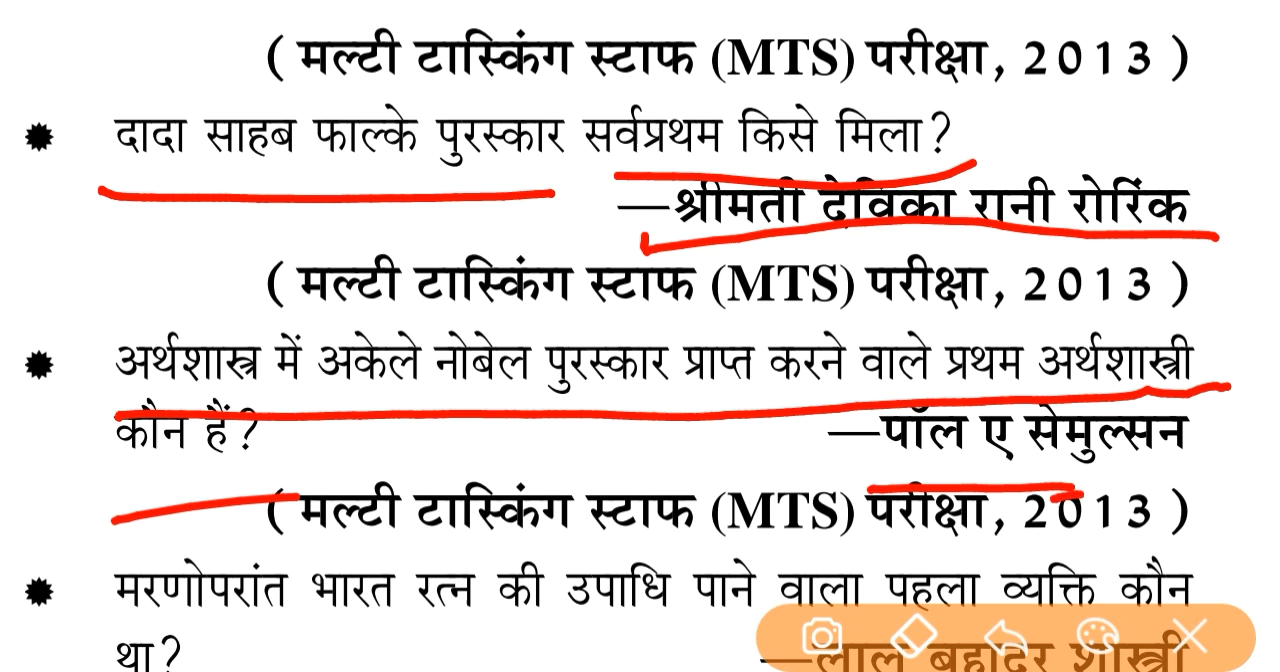 ( मल्टी टास्किंग स्टाफ (MTS) परीक्षा, 2013 )
दादा साहब फाल्के पुरस्कार सर्वप्रथम किसे मिला?
—श्रीमती देविका रानी रोरिंक
( मल्टी टास्किंग स्टाफ (MTS) परीक्षा, 2013 )
अर्थशास्त्र में अकेले नोबेल पुरस्कार प्राप्त करने वाले प्रथम अर्थशास्त्री
कौन हैं? —पॉल ए सेमुल्सन
( मल्टी टास्किंग स्टाफ (MTS) परीक्षा, 2013 )
मरणोपरांत भारत रत्न की उपाधि पाने वाला पहला व्यक्ति कौन
था? —लाल बहादुर शास्त्री